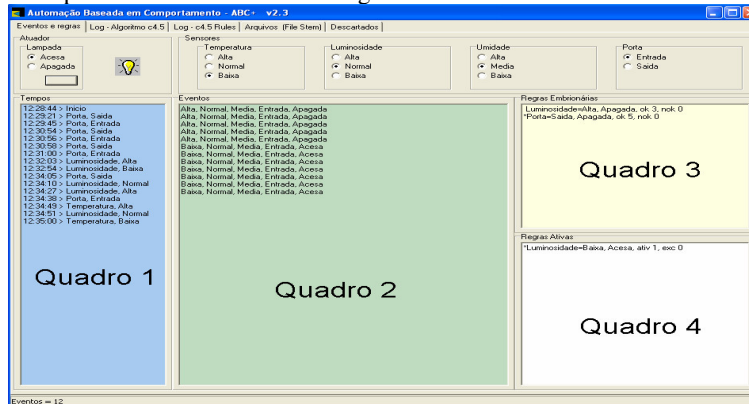 Automação Baseada em Comportamento - ABC+ v2.3
Eventos e regras Log - Algoritmo c4.5 Log - c4.5 Rules Arquivos (File Stem) Descartados
Atuador
Lampada
Acesa
Apagada
Sensores
Temperatura
Alta
Normal
Baixa
Luminosidade
Alta
Normal
Baixa
Umidade
Alta
Media
Baixa
Porta
Entrada
Saida
Tempos
12:28:44 > Inicio
12:29:21 > Porta, Saida
12:29:45 > Porta, Entrada
12:30:54 > Porta, Saida
12:30:56 > Porta, Entrada
12:30:58 > Porta, Saida
12:31:00 > Porta, Entrada
12:32:03 > Luminosidade, Alta
12:32:54 > Luminosidade, Baixa
12:34:05 > Porta, Saida
12:34:10 > Luminosidade, Normal
12:34:27 > Luminosidade, Alta
12:34:38 > Porta, Entrada
12:34:49 > Temperatura, Alta
12:34:51 > Luminosidade, Normal
12:35:00 > Temperatura, Baixa
Quadro 1
Eventos
Alta, Normal, Media, Entrada, Apagada
Alta, Normal, Media, Entrada, Apagada
Alta, Normal, Media, Entrada, Apagada
Alta, Normal, Media, Entrada, Apagada
Alta, Normal, Media, Entrada, Apagada
Baixa, Normal, Media, Entrada, Acesa
Baixa, Normal, Media, Entrada, Acesa
Baixa, Normal, Media, Entrada, Acesa
Baixa, Normal, Media, Entrada, Acesa
Baixa, Normal, Media, Entrada, Acesa
Baixa, Normal, Media, Entrada, Acesa
Baixa, Normal, Media, Entrada, Acesa
Quadro 2
Regras Embrionárias
Luminosidade=Alta, Apagada, ok 3, nok 0
*Porta=Saida, Apagada, ok 5, nok 0
Quadro 3
Regras Ativas
*Luminosidade=Baixa, Acesa, ativ 1, exc 0
Quadro 4
Eventos = 12